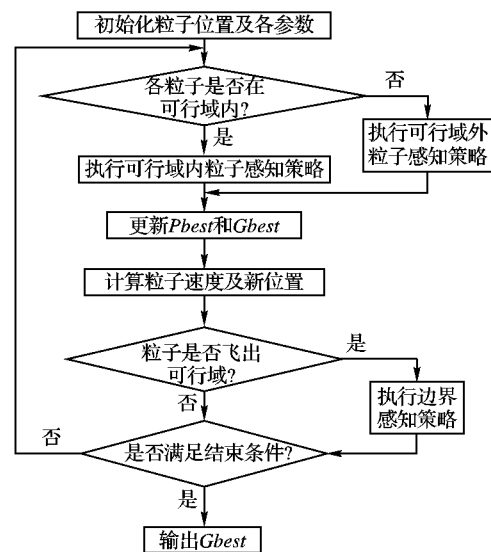 初始化粒子位置及各参数
各粒子是否在
可行域内?
否
是
执行可行域外
粒子感知策略
执行可行域内粒子感知策略
更新Pbest和Gbest
计算粒子速度及新位置
粒子是否飞出
可行域?
是
否
执行边界
感知策略
否
是否满足结束条件?
是
输出Gbest